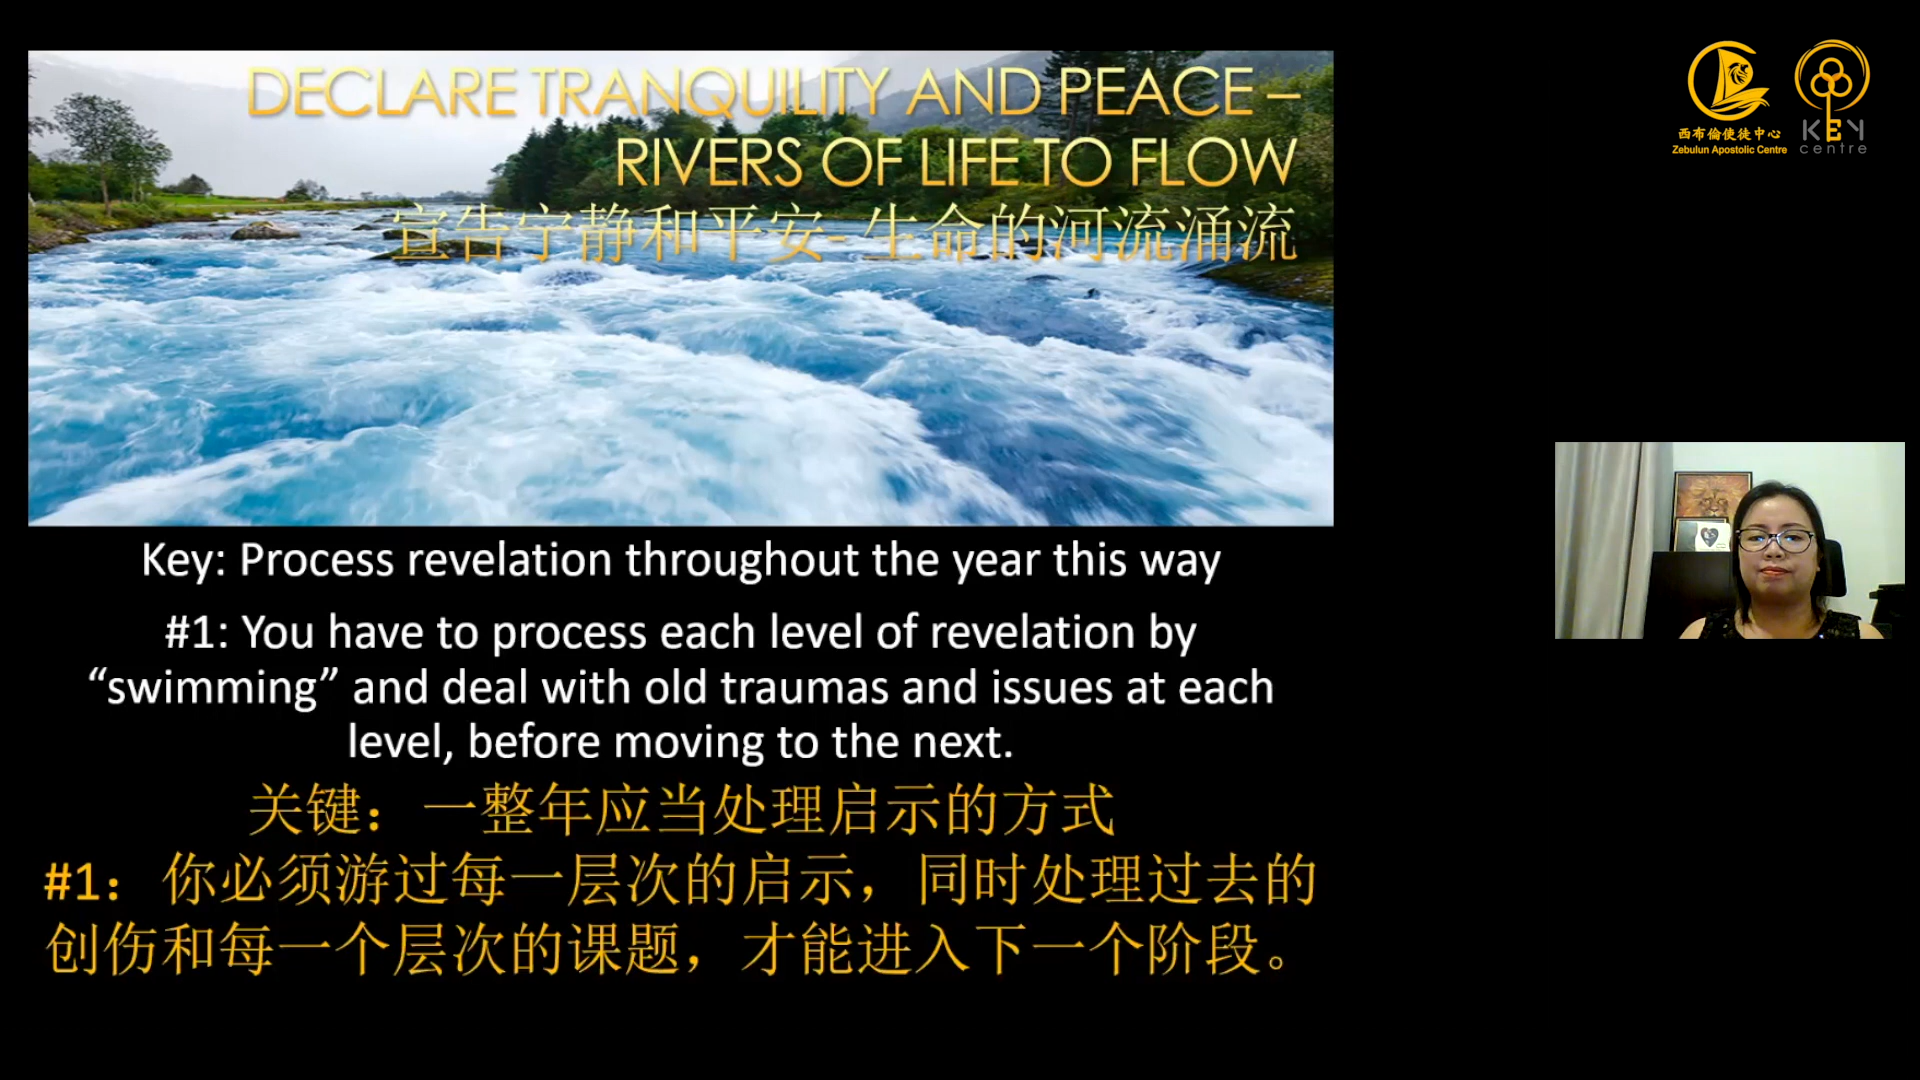 DECLARE TRANQUILITY AND PEACE –
RIVERS OF LIFE TO FLOW
宣告宁静和平安- 生命的河流涌流
西布倫使徒中心
Zebulun Apostolic Centre
KEY
centre
Key: Process revelation throughout the year this way
#1: You have to process each level of revelation by
“swimming” and deal with old traumas and issues at each
level, before moving to the next.
关键：一整年应当处理启示的方式
#1：你必须游过每一层次的启示，同时处理过去的
创伤和每一个层次的课题，才能进入下一个阶段。